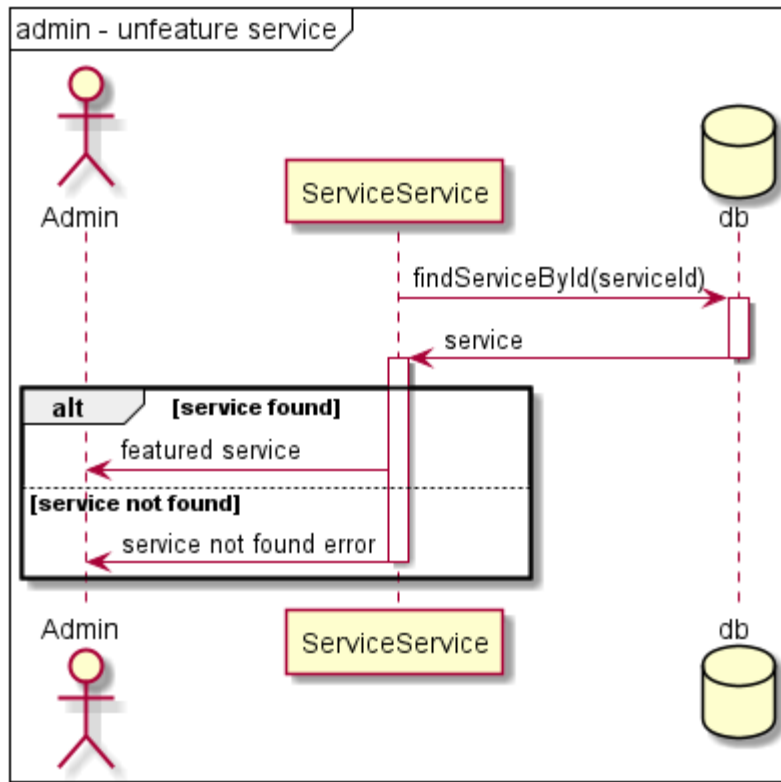 admin - unfeature service
Admin
ServiceService
db
findServiceById(serviceId)
service
alt [service found]
featured service
[service not found]
service not found error
Admin
ServiceService
db